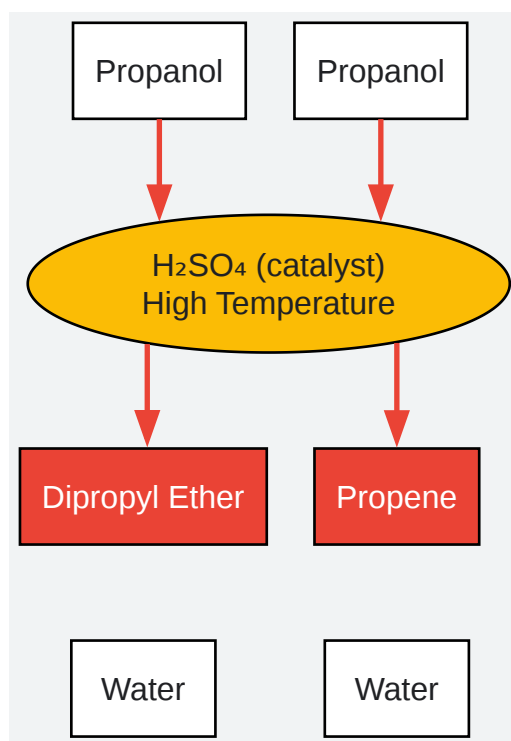 Propanol
Propanol
H₂SO₄ (catalyst)
High Temperature
Dipropyl Ether
Propene
Water
Water